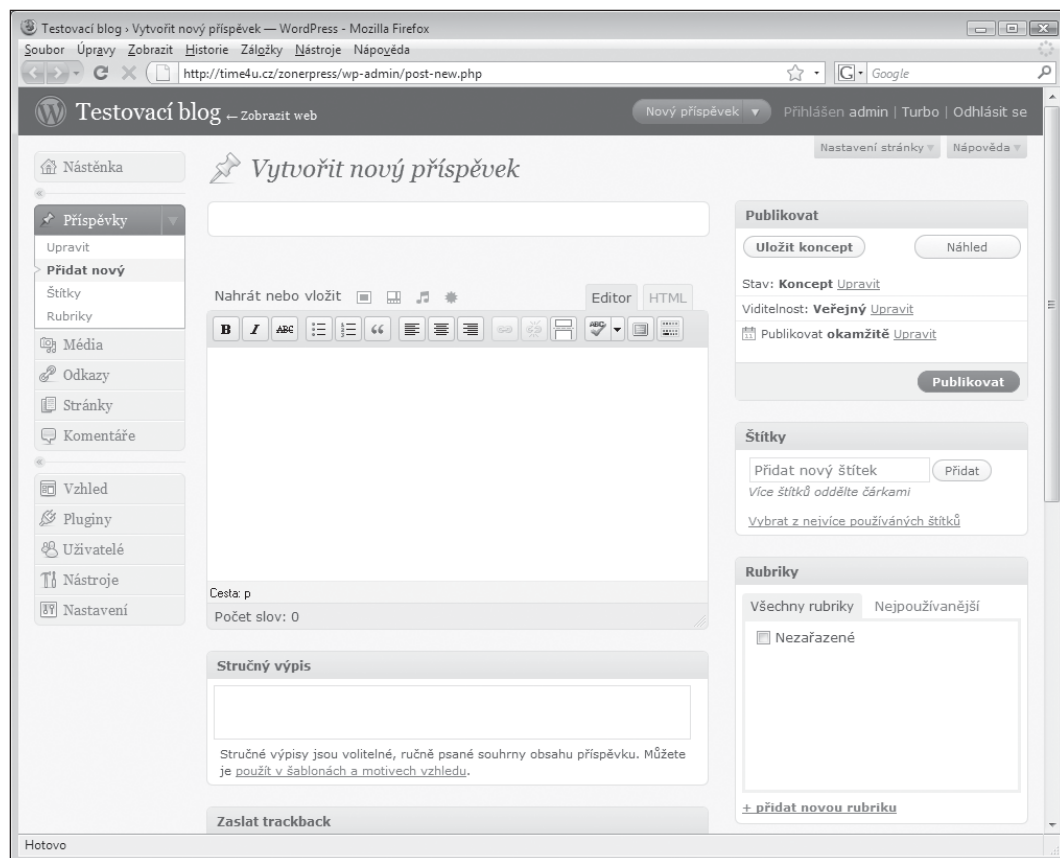 Testovací blog › Vytvořit nový příspěvek — WordPress - Mozilla Firefox
Soubor Úpravy Zobrazit Historie Záložky Nástroje Nápověda
http://time4u.cz/zonerpress/wp-admin/post-new.php
G Google
Testovací blog ← Zobrazit web
Nový příspěvek
Přihlášen admin | Turbo | Odhlásit se
Nastavení stránky
Nápověda
Nástěnka
Příspěvky
Upravit
Přidat nový
Štítky
Rubriky
Média
Odkazy
Stránky
Komentáře
Vzhled
Pluginy
Uživatelé
Nástroje
Nastavení
Vytvořit nový příspěvek
Nahrát nebo vložit
Editor
HTML
B I ABC ABC
Cesta: p
Počet slov: 0
Stručný výpis
Stručné výpisy jsou volitelné, ručně psané souhrny obsahu příspěvku. Můžete
je použít v šablonách a motivech vzhledu.
Zaslat trackback
Publikovat
Uložit koncept
Náhled
Stav: Koncept Upravit
Viditelnost: Veřejný Upravit
Publikovat okamžitě Upravit
Publikovat
Štítky
Přidat nový štítek
Přidat
Více štítků oddělte čárkami
Vybrat z nejvíce používáných štítků
Rubriky
Všechny rubriky
Nejpoužívanější
Nezařazené
+ přidat novou rubriku
Hotovo